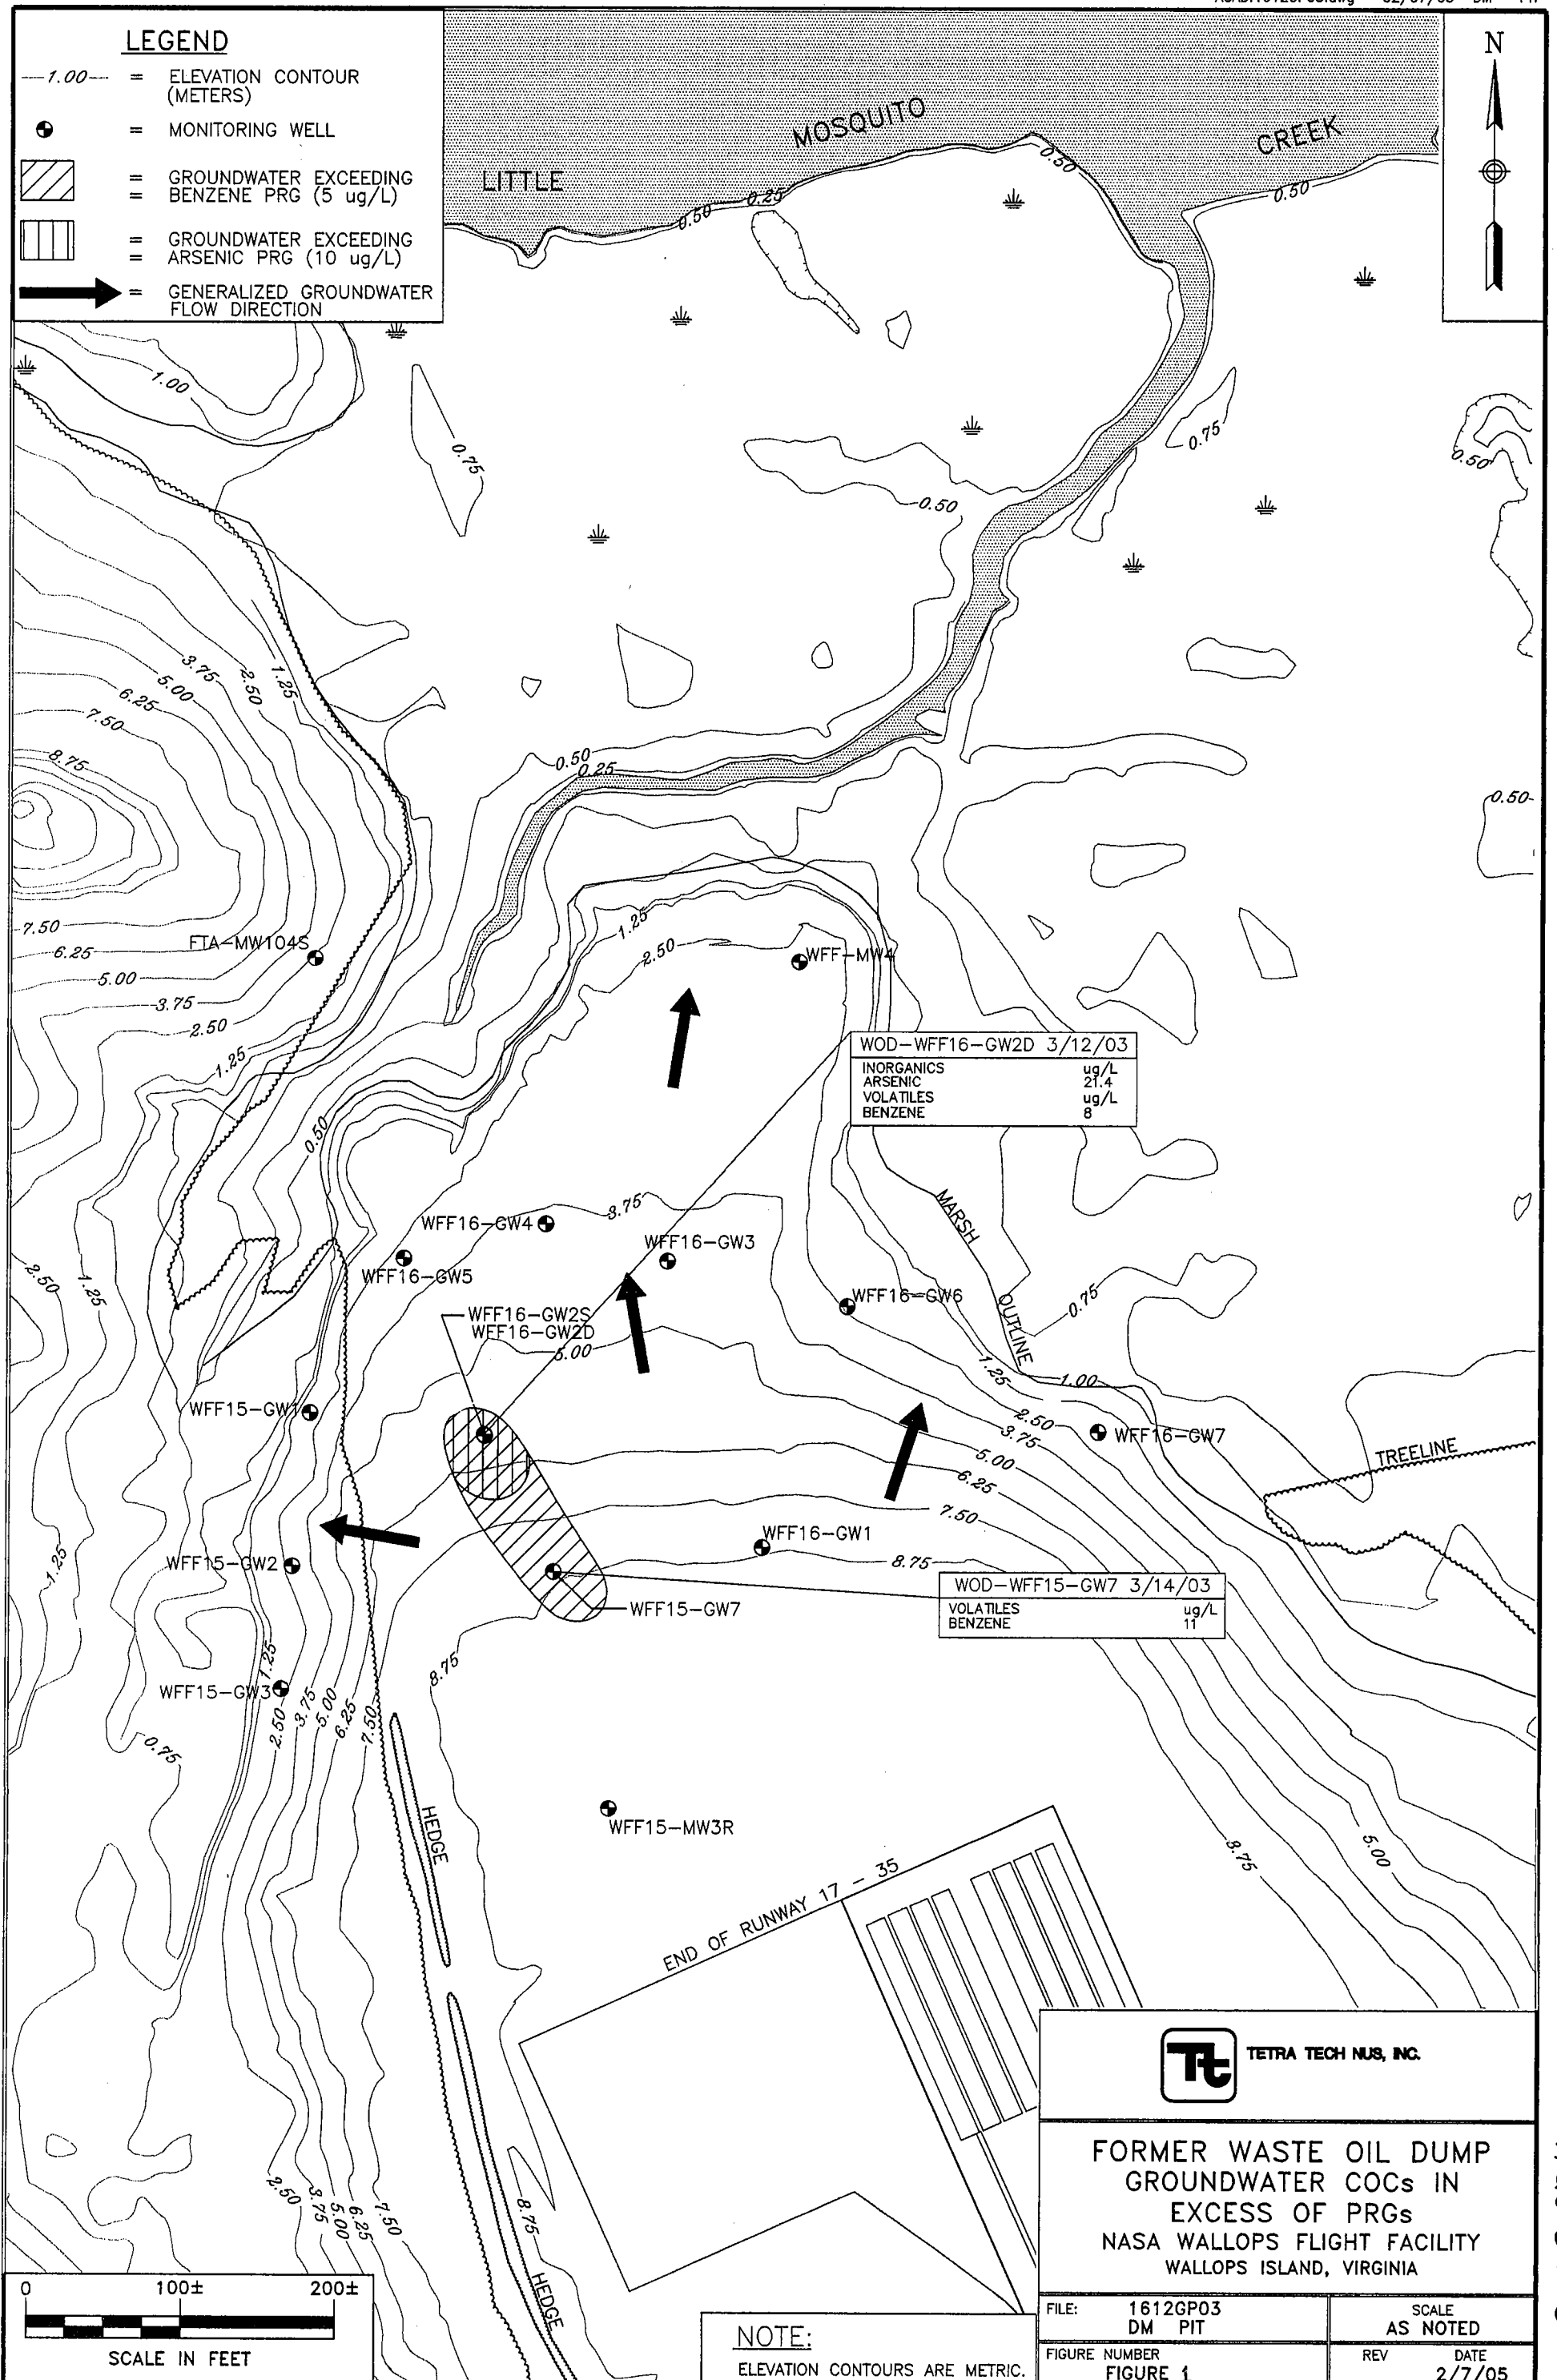 LEGEND
—1.00— = ELEVATION CONTOUR
(METERS)
= MONITORING WELL
= GROUNDWATER EXCEEDING
= BENZENE PRG (5 ug/L)
= GROUNDWATER EXCEEDING
= ARSENIC PRG (10 ug/L)
= GENERALIZED GROUNDWATER
FLOW DIRECTION
N
LITTLE MOSQUITO CREEK
0.50
0.50
0.25
0.50
1.00
0.75
0.75
0.50
0.50
3.75
2.50
1.25
5.00
6.25
7.50
8.75
0.50
0.25
0.50
7.50
6.25
5.00
3.75
2.50
1.25
FTA-MW104S
1.25
2.50
WFF-MW4
WOD-WFF16-GW2D 3/12/03
INORGANICS ug/L
ARSENIC 21.4
VOLATILES ug/L
BENZENE 8
0.50
MARSH
OUTLINE
WFF16-GW4
3.75
WFF16-GW3
WFF16-GW5
WFF16-GW6
0.75
2.50
1.25
WFF16-GW2S
WFF16-GW2D
5.00
1.25
1.00
WFF15-GW1
2.50
3.75
5.00
6.25
7.50
WFF16-GW7
TREELINE
WFF16-GW1
8.75
WFF15-GW2
1.25
WOD-WFF15-GW7 3/14/03
VOLATILES ug/L
BENZENE 11
WFF15-GW7
8.75
1.25
WFF15-GW3
2.50
3.75
5.00
6.25
7.50
0.75
HEDGE
WFF15-MW3R
8.75
5.00
END OF RUNWAY 17 - 35
2.50
3.75
5.00
6.25
7.50
8.75
HEDGE
0 100± 200±
SCALE IN FEET
NOTE:
ELEVATION CONTOURS ARE METRIC.
Tt
TETRA TECH NUS, INC.
FORMER WASTE OIL DUMP
GROUNDWATER COCs IN
EXCESS OF PRGs
NASA WALLOPS FLIGHT FACILITY
WALLOPS ISLAND, VIRGINIA
FILE: 1612GP03
DM PIT
SCALE
AS NOTED
FIGURE NUMBER
FIGURE 1
REV
DATE
2/7/05